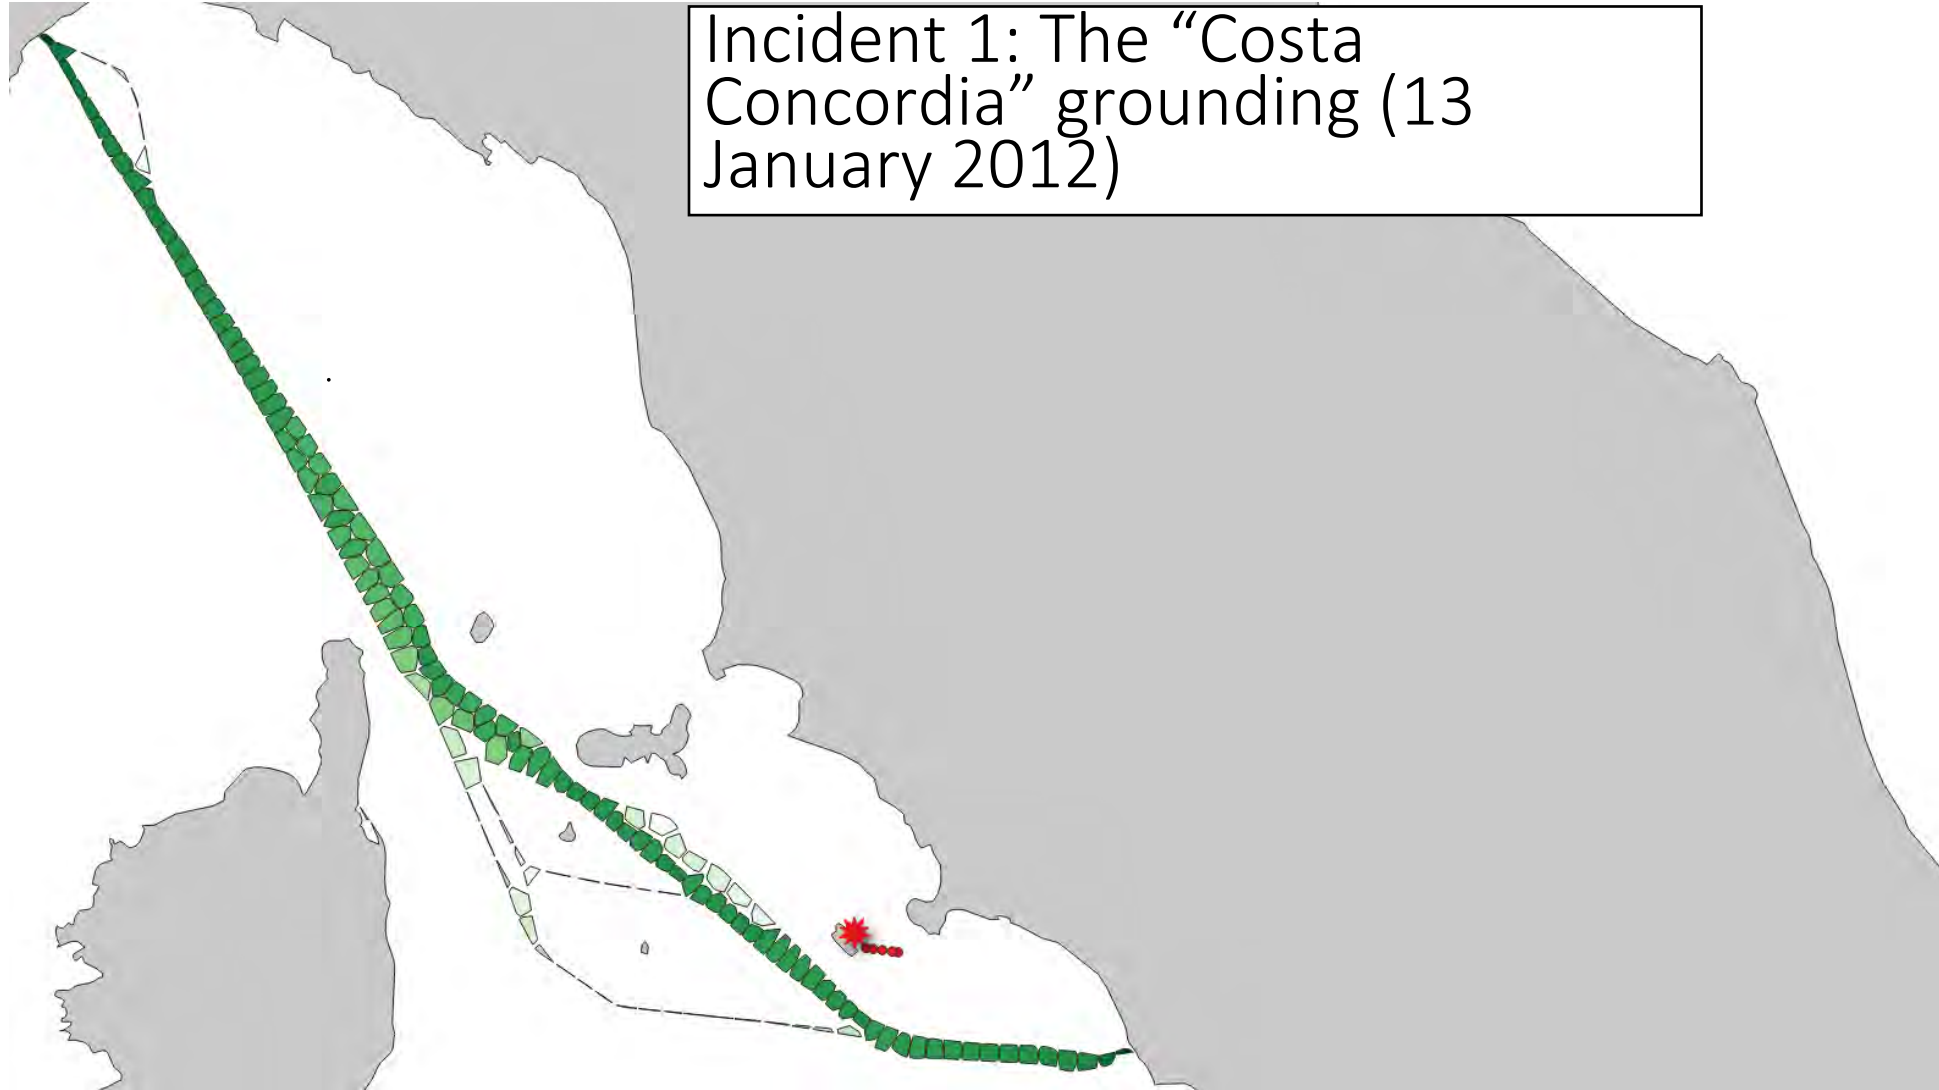 Incident 1: The “Costa
Concordia” grounding (13
January 2012)